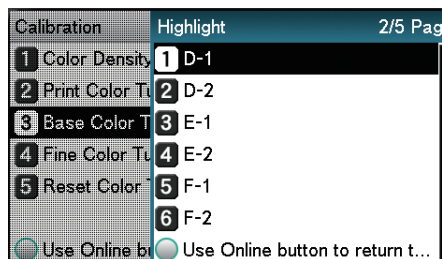 Calibration
1 Color Density
2 Print Color Tu
3 Base Color T
4 Fine Color Tu
5 Reset Color T
Use Online bu
Highlight 2/5 Pag
1 D-1
2 D-2
3 E-1
4 E-2
5 F-1
6 F-2
Use Online button to return t...